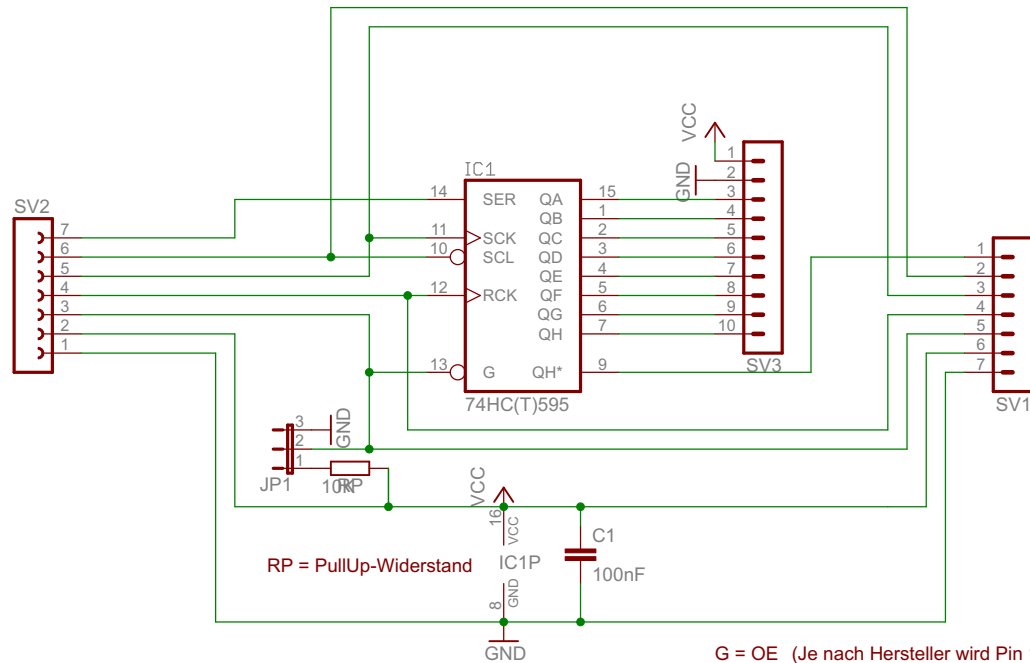 VCC
IC1
1
GND
2
14 SER QA 15 3
SV2
QB 1 4
7 11 SCK QC 2 5
6 10 SCL QD 3 6
1
5 QE 4 7
2
4 12 RCK QF 5 8
3
3 QG 6 9
4
2 QH 7 10
5
1
6
13 G QH* 9 SV3
7
74HC(T)595
SV1
3 GND
2
1
JP1 10K RP
VCC
16 VCC
C1
RP = PullUp-Widerstand
IC1P
100nF
8 GND
GND
G = OE (Je nach Hersteller wird Pin